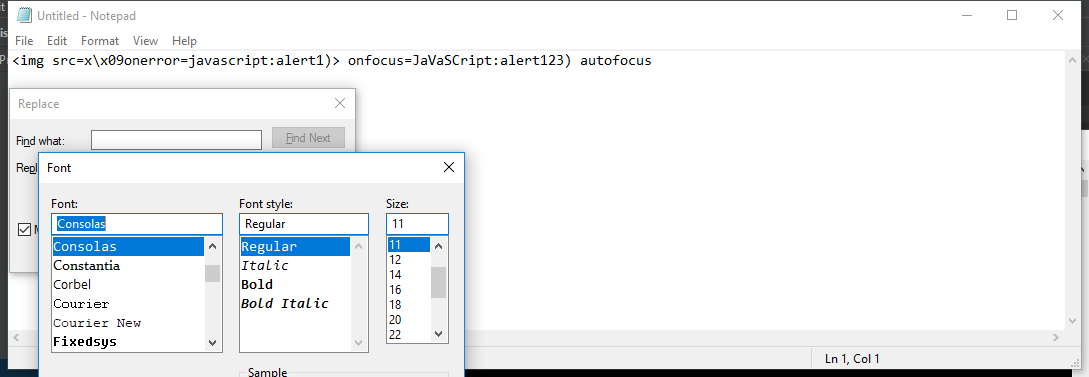 Untitled - Notepad
File Edit Format View Help
<img src=x\x09onerror=javascript:alert1)> onfocus=JaVaSCript:alert123) autofocus
Replace
Find what:
Find Next
Repl
Font
Font:
Font style:
Size:
Consolas
Regular
11
Consolas
Constantia
Corbel
Courier
Courier New
Fixedsys
Regular
Italic
Bold
Bold Italic
11
12
14
16
18
20
22
Sample
Ln 1, Col 1